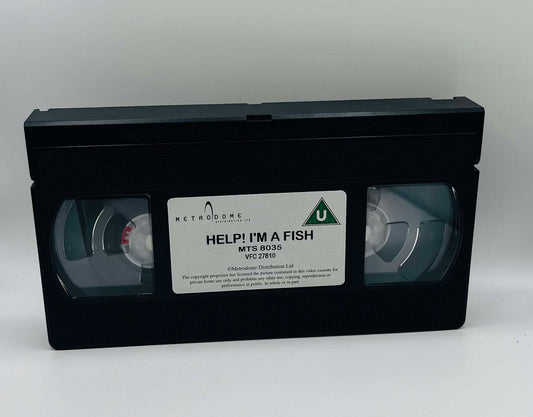 METRODOME
DISTRIBUTION LTD
U
HELP! I'M A FISH
MTS 8035
VFC 27810
©Metrodome Distribution Ltd
The copyright proprietor has licensed the picture contained in this video cassette for
private home use only and prohibits any other use, copying, reproduction or
performance in public, in whole or in part.